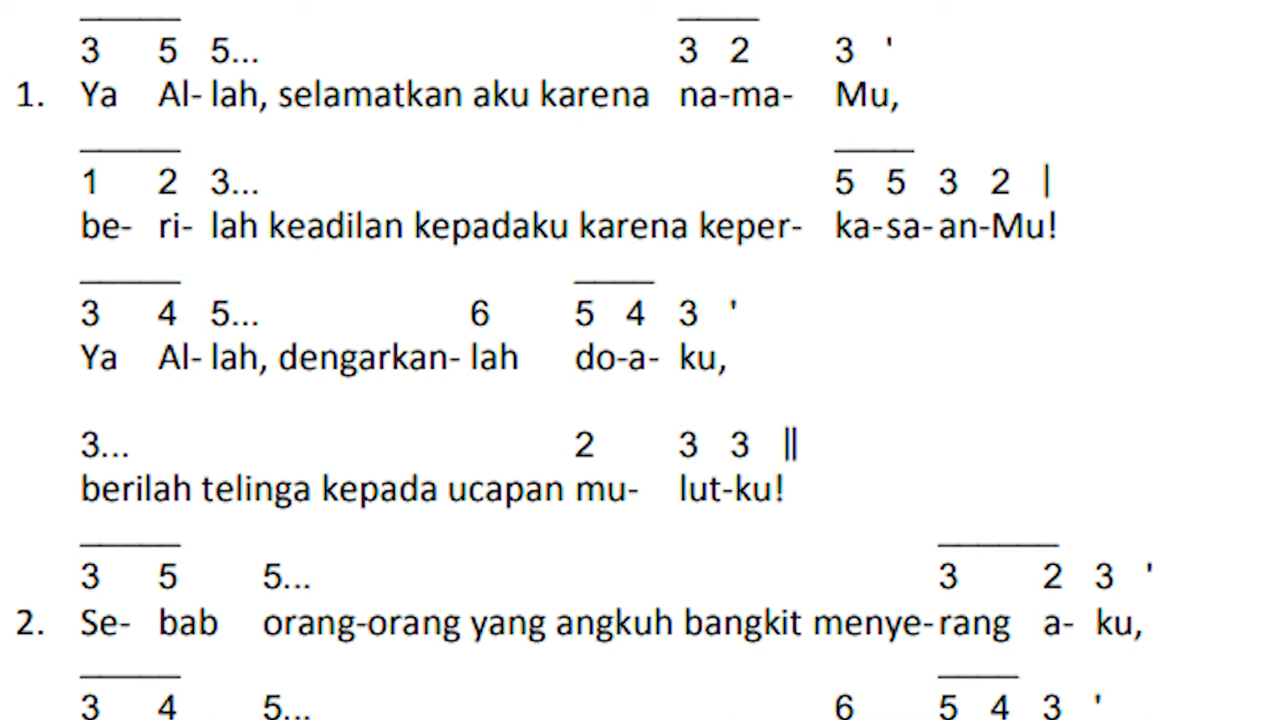 3 5 5... 3 2 3 '
1. Ya Al- lah, selamatkan aku karena na-ma- Mu,
1 2 3... 5 5 3 2 |
be- ri- lah keadilan kepadaku karena keper- ka-sa-an-Mu!
3 4 5... 6 5 4 3 '
Ya Al- lah, dengarkan- lah do-a- ku,
3... 2 3 3 ||
berilah telinga kepada ucapan mu- lut-ku!
3 5 5... 3 2 3 '
2. Se- bab orang-orang yang angkuh bangkit menye-rang a- ku,
3 4 5... 6 5 4 3 '